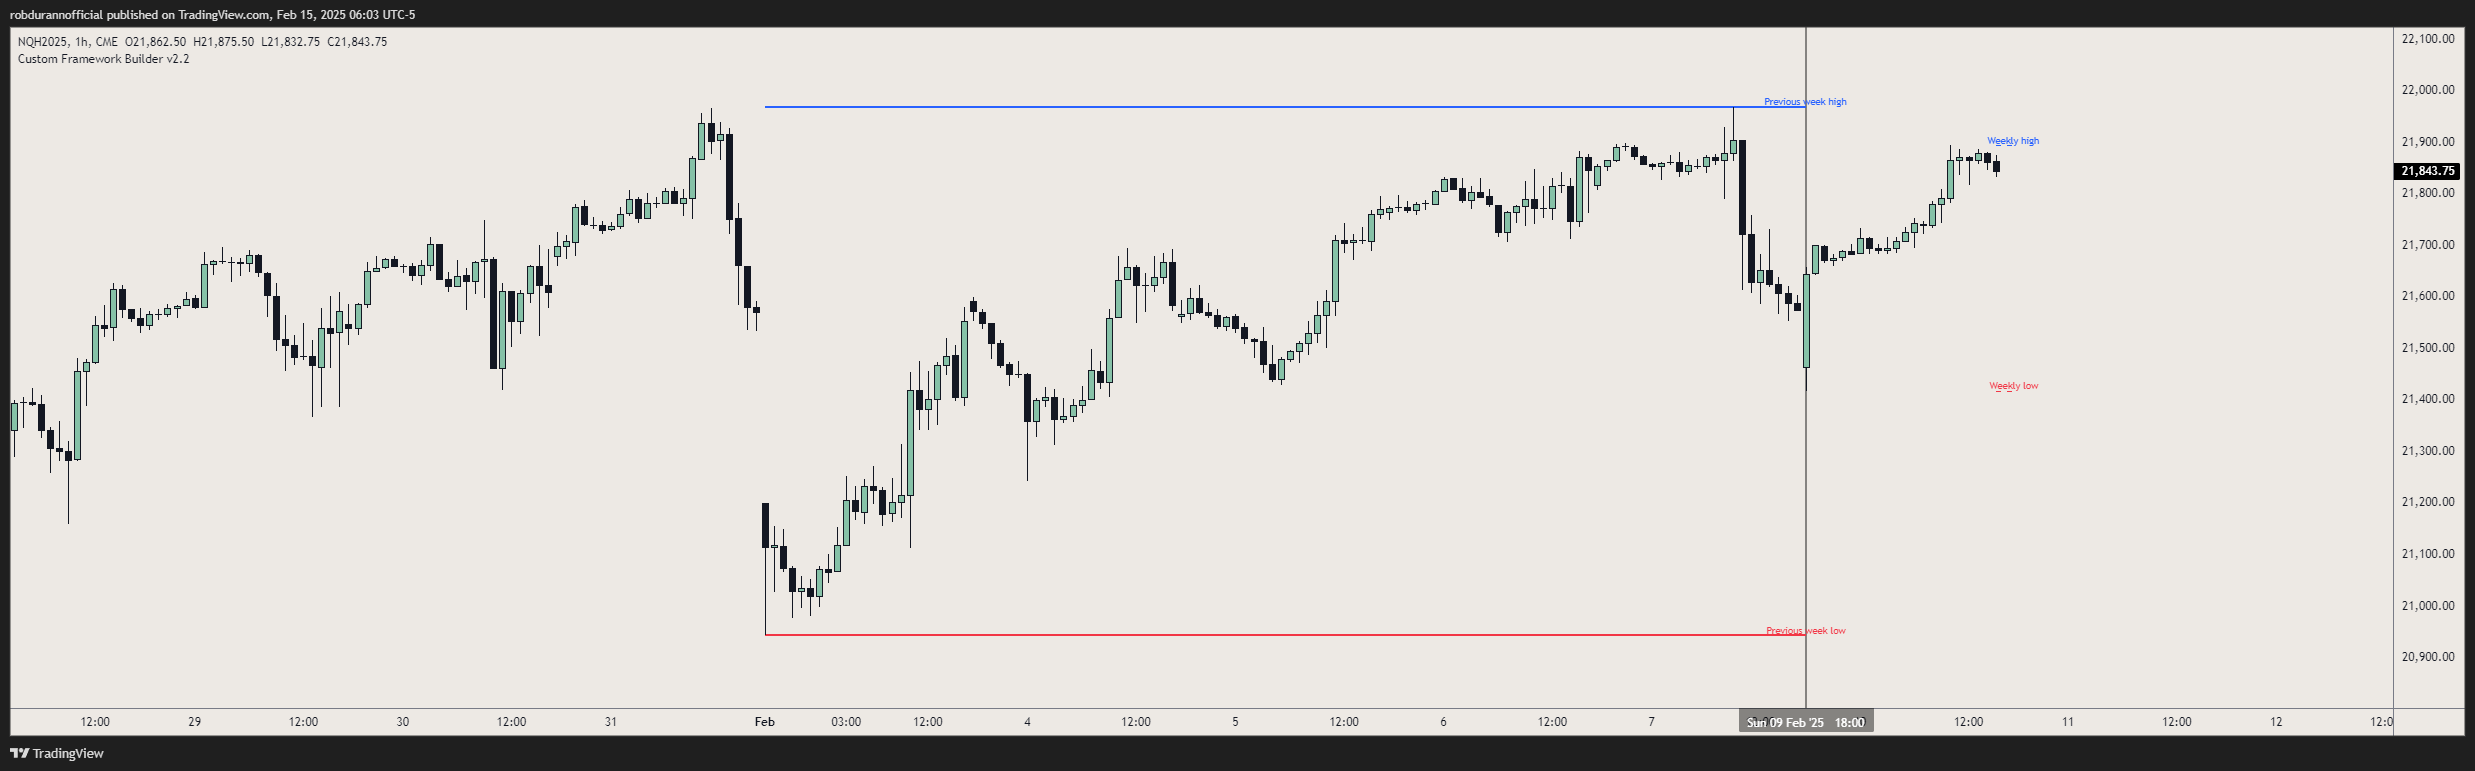 robdurannofficial published on TradingView.com, Feb 15, 2025 06:03 UTC-5
NQH2025, 1h, CME O21,862.50 H21,875.50 L21,832.75 C21,843.75
Custom Framework Builder v2.2
22,100.00
22,000.00
Previous week high
21,900.00
Weekly high
21,843.75
21,800.00
21,700.00
21,600.00
21,500.00
Weekly low
21,400.00
21,300.00
21,200.00
21,100.00
21,000.00
Previous week low
20,900.00
12:00 29 12:00 30 12:00 31 Feb 03:00 12:00 4 12:00 5 12:00 6 12:00 7 Sun 09 Feb '25 18:00 12:00 11 12:00 12 12:0
TradingView